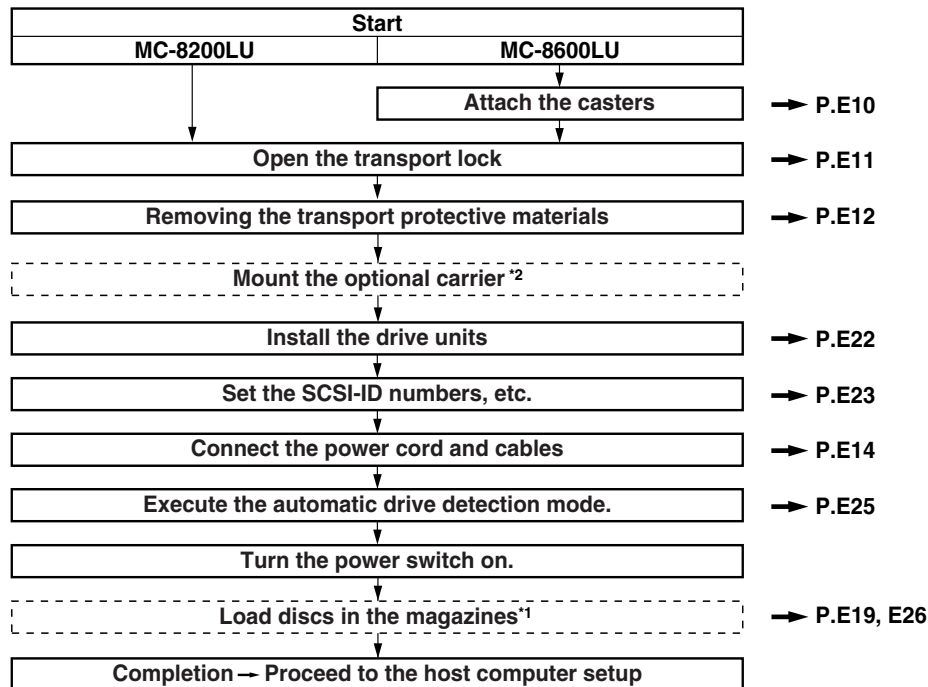 Start
MC-8200LU MC-8600LU
Attach the casters → P.E10
Open the transport lock → P.E11
Removing the transport protective materials → P.E12
Mount the optional carrier *2
Install the drive units → P.E22
Set the SCSI-ID numbers, etc. → P.E23
Connect the power cord and cables → P.E14
Execute the automatic drive detection mode. → P.E25
Turn the power switch on.
Load discs in the magazines*1 → P.E19, E26
Completion → Proceed to the host computer setup